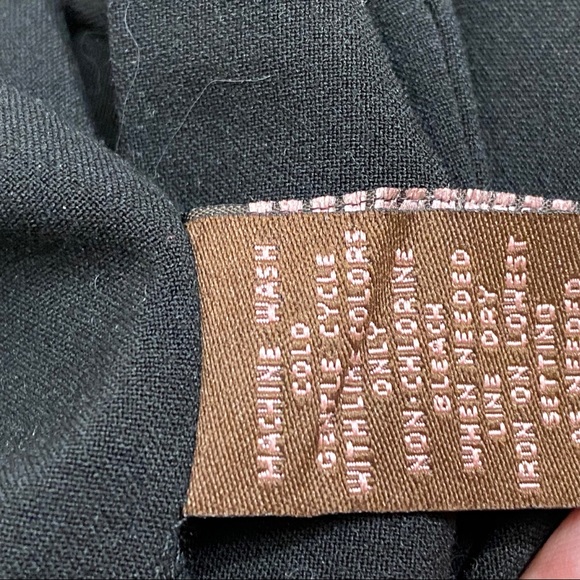 MACHINE WASH
COLD
GENTLE CYCLE
WITH LIKE COLORS
ONLY
NON-CHLORINE
BLEACH
WHEN NEEDED
LINE DRY
IRON ON LOWEST
SETTING
AS NEEDED